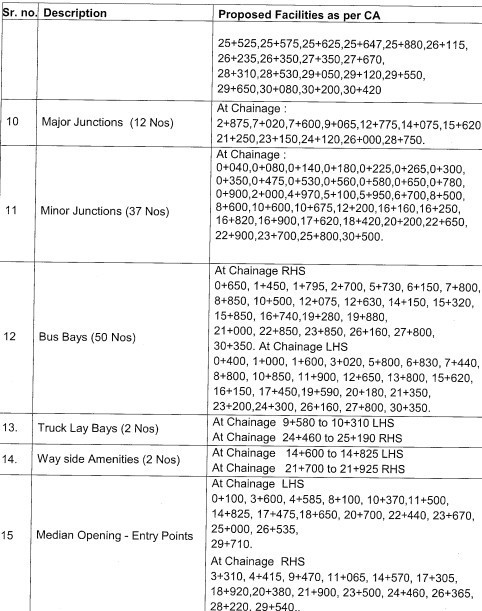 Sr. no. Description Proposed Facilities as per CA
25+525,25+575,25+625,25+647,25+880,26+115,
26+235,26+350,27+350,27+670,
28+310,28+530,29+050,29+120,29+550,
29+650,30+080,30+200,30+420
10 Major Junctions (12 Nos)
At Chainage :
2+875,7+020,7+600,9+065,12+775,14+075,15+620
21+250,23+150,24+120,26+000,28+750.
11 Minor Junctions (37 Nos)
At Chainage :
0+040,0+080,0+140,0+180,0+225,0+265,0+300,
0+350,0+475,0+530,0+560,0+580,0+650,0+780,
0+900,2+000,4+970,5+100,5+950,6+700,8+500,
8+600,10+600,10+675,12+200,16+160,16+250,
16+820,16+900,17+620,18+420,20+200,22+650,
22+900,23+700,25+800,30+500.
12 Bus Bays (50 Nos)
At Chainage RHS
0+650, 1+450, 1+795, 2+700, 5+730, 6+150, 7+800,
8+850, 10+500, 12+075, 12+630, 14+150, 15+320,
15+850, 16+740,19+280, 19+880,
21+000, 22+850, 23+850, 26+160, 27+800,
30+350. At Chainage LHS
0+400, 1+000, 1+600, 3+020, 5+800, 6+830, 7+440,
8+800, 10+850, 11+900, 12+650, 13+800, 15+620,
16+150, 17+450,19+590, 20+180, 21+350,
23+200,24+300, 26+160, 27+800, 30+350.
13. Truck Lay Bays (2 Nos)
At Chainage 9+580 to 10+310 LHS
At Chainage 24+460 to 25+190 RHS
14. Way side Amenities (2 Nos)
At Chainage 14+600 to 14+825 LHS
At Chainage 21+700 to 21+925 RHS
15 Median Opening - Entry Points
At Chainage LHS
0+100, 3+600, 4+585, 8+100, 10+370,11+500,
14+825, 17+475,18+650, 20+700, 22+440, 23+670,
25+000, 26+535,
29+710.
At Chainage RHS
3+310, 4+415, 9+470, 11+065, 14+570, 17+305,
18+920,20+380, 21+900, 23+500, 24+460, 26+365,
28+220, 29+540..